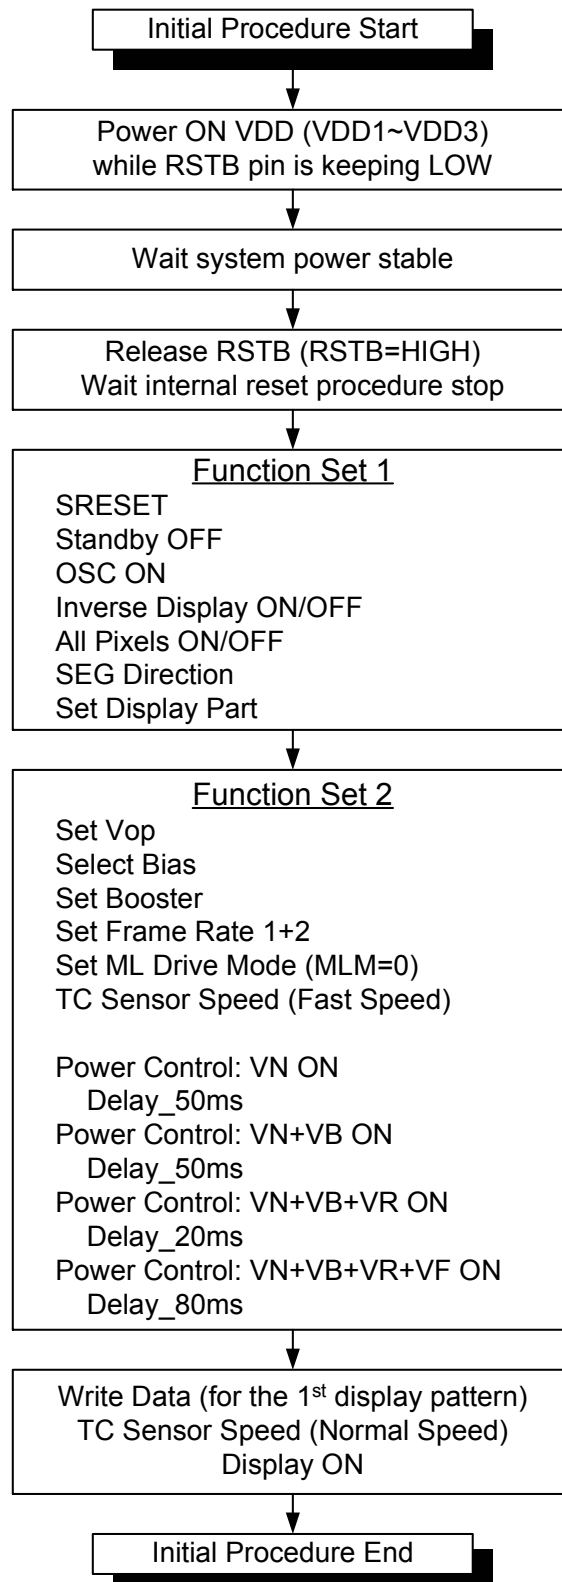 Initial Procedure Start
Power ON VDD (VDD1~VDD3)
while RSTB pin is keeping LOW
Wait system power stable
Release RSTB (RSTB=HIGH)
Wait internal reset procedure stop
Function Set 1
SRESET
Standby OFF
OSC ON
Inverse Display ON/OFF
All Pixels ON/OFF
SEG Direction
Set Display Part
Function Set 2
Set Vop
Select Bias
Set Booster
Set Frame Rate 1+2
Set ML Drive Mode (MLM=0)
TC Sensor Speed (Fast Speed)
Power Control: VN ON
Delay_50ms
Power Control: VN+VB ON
Delay_50ms
Power Control: VN+VB+VR ON
Delay_20ms
Power Control: VN+VB+VR+VF ON
Delay_80ms
Write Data (for the 1st display pattern)
TC Sensor Speed (Normal Speed)
Display ON
Initial Procedure End